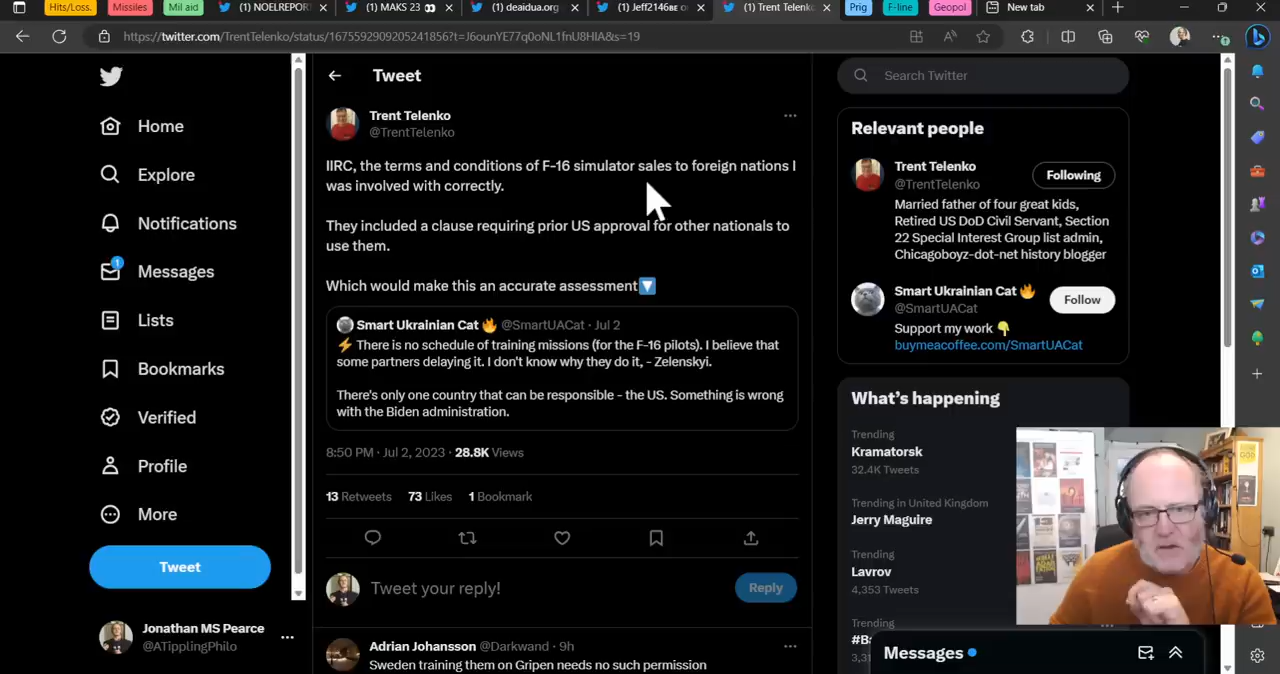 Hits/Loss.
Missiles
Mil aid
(1) NOELREPORT
(1) MAKS 23
(1) deaidua.org
(1) Jeff2146
(1) Trent Telenko
Prig
F-line
Geopol
New tab
https://twitter.com/TrentTelenko/status/1675592909205241856?t=J6ounYE77q0oNL1fnU8HIA&s=19
Home
Explore
Notifications
1
Messages
Lists
Bookmarks
Verified
Profile
More
Tweet
Jonathan MS Pearce
@ATipplingPhilo
Tweet
Trent Telenko
@TrentTelenko
IIRC, the terms and conditions of F-16 simulator sales to foreign nations I
was involved with correctly.
They included a clause requiring prior US approval for other nationals to
use them.
Which would make this an accurate assessment🔽
Smart Ukrainian Cat 🔥 @SmartUACat · Jul 2
⚡There is no schedule of training missions (for the F-16 pilots). I believe that
some partners delaying it. I don't know why they do it, - Zelenskyi.
There's only one country that can be responsible - the US. Something is wrong
with the Biden administration.
8:50 PM · Jul 2, 2023 · 28.8K Views
13 Retweets 73 Likes 1 Bookmark
Tweet your reply!
Reply
Adrian Johansson @Darkwand · 9h
Sweden training them on Gripen needs no such permission
Search Twitter
Relevant people
Trent Telenko
@TrentTelenko
Following
Married father of four great kids,
Retired US DoD Civil Servant, Section
22 Special Interest Group list admin,
Chicagoboyz-dot-net history blogger
Smart Ukrainian Cat 🔥
@SmartUACat
Follow
Support my work 👇
buymeacoffee.com/SmartUACat
What's happening
Trending
Kramatorsk
32.4K Tweets
Trending in United Kingdom
Jerry Maguire
Trending
Lavrov
4,353 Tweets
Trending
Messages